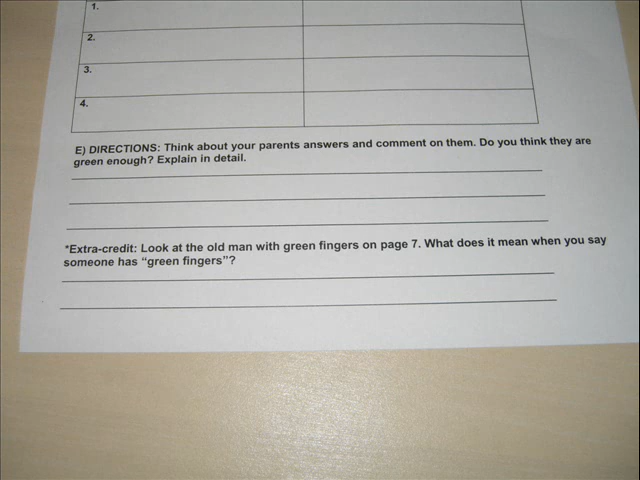 1.
2.
3.
4.
E) DIRECTIONS: Think about your parents answers and comment on them. Do you think they are
green enough? Explain in detail.
*Extra-credit: Look at the old man with green fingers on page 7. What does it mean when you say
someone has “green fingers”?